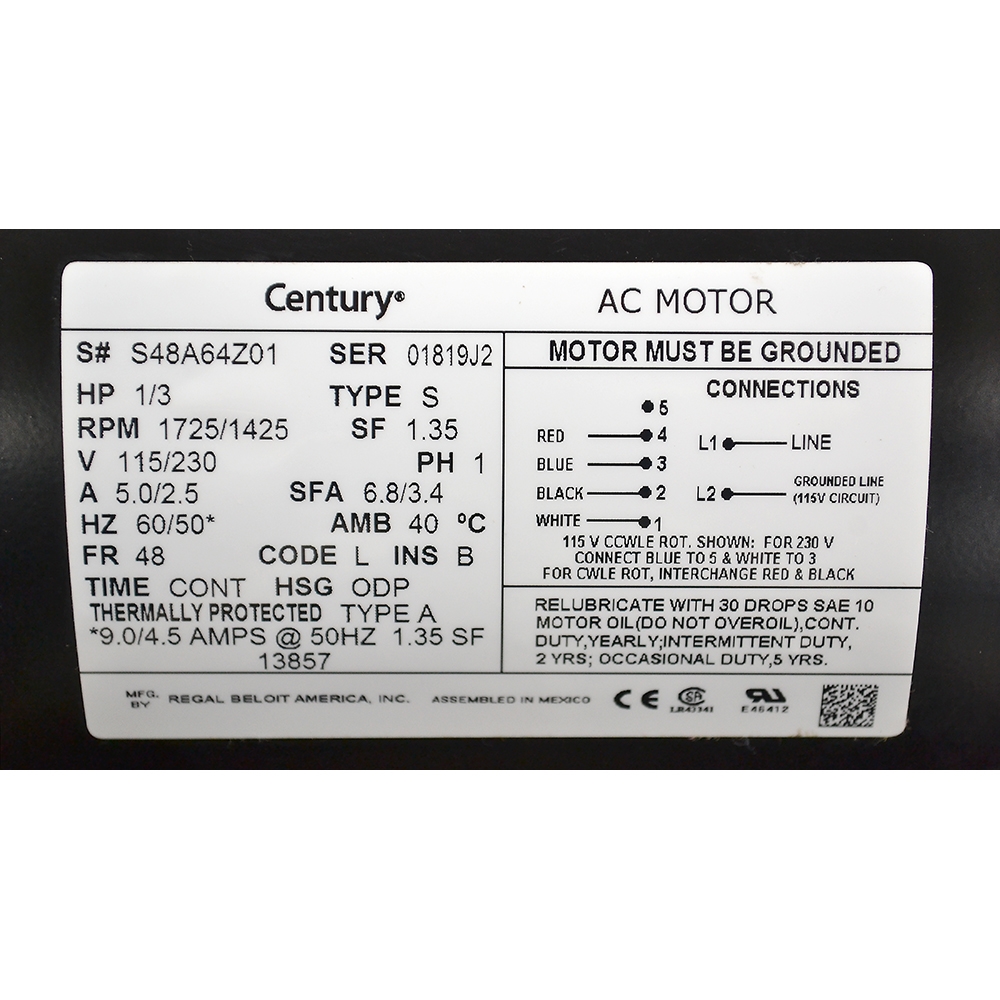 Century®
AC MOTOR
S# S48A64Z01 SER 01819J2
HP 1/3 TYPE S
RPM 1725/1425 SF 1.35
V 115/230 PH 1
A 5.0/2.5 SFA 6.8/3.4
HZ 60/50* AMB 40 ºC
FR 48 CODE L INS B
TIME CONT HSG ODP
THERMALLY PROTECTED TYPE A
*9.0/4.5 AMPS @ 50HZ 1.35 SF
13857
MOTOR MUST BE GROUNDED
CONNECTIONS
5
RED 4
BLUE 3
BLACK 2
WHITE 1
L1 LINE
L2 GROUNDED LINE
(115V CIRCUIT)
115 V CCWLE ROT. SHOWN: FOR 230 V
CONNECT BLUE TO 5 & WHITE TO 3
FOR CWLE ROT, INTERCHANGE RED & BLACK
RELUBRICATE WITH 30 DROPS SAE 10
MOTOR OIL(DO NOT OVEROIL),CONT.
DUTY,YEARLY;INTERMITTENT DUTY,
2 YRS; OCCASIONAL DUTY,5 YRS.
MFG. BY REGAL BELOIT AMERICA, INC. ASSEMBLED IN MEXICO CE SA LR43341 E46412